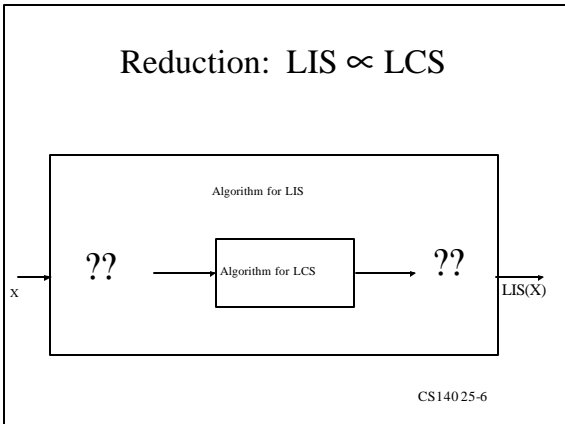 Reduction: LIS ∝ LCS
Algorithm for LIS
??
Algorithm for LCS
??
X
LIS(X)
CS140 25-6